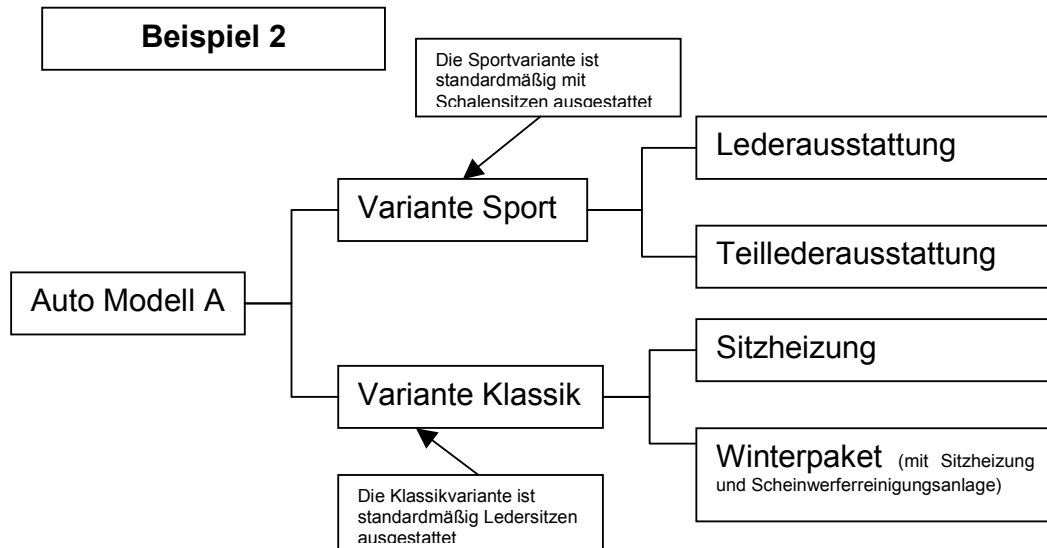 Beispiel 2
Die Sportvariante ist
standardmäßig mit
Schalensitzen ausgestattet
Lederausstattung
Variante Sport
Teillederausstattung
Auto Modell A
Sitzheizung
Variante Klassik
Winterpaket (mit Sitzheizung
und Scheinwerferreinigungsanlage)
Die Klassikvariante ist
standardmäßig Ledersitzen
ausgestattet